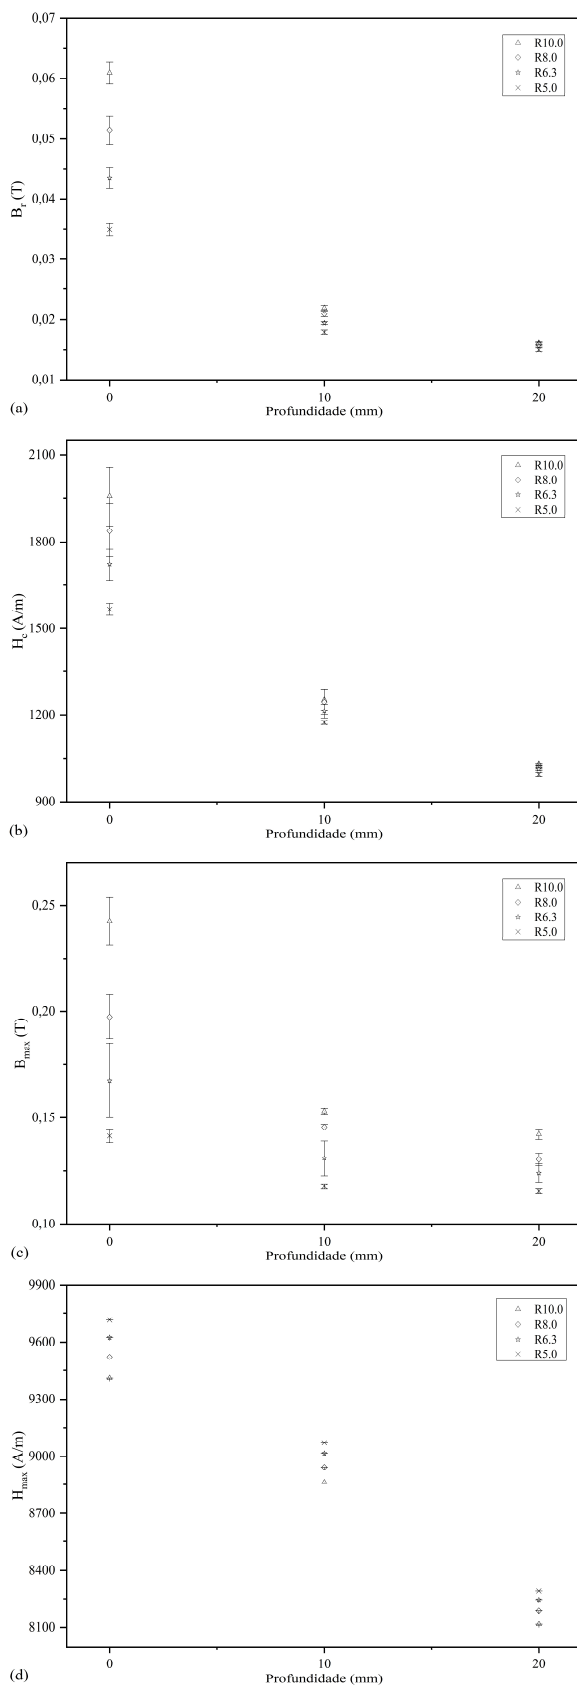 0,07
R10.0
R8.0
R6.3
R5.0
0,06
0,05
0,04
0,03
0,02
0,01
Br (T)
0
10
20
Profundidade (mm)
(a)
2100
R10.0
R8.0
R6.3
R5.0
1800
1500
1200
900
Hc (A/m)
0
10
20
Profundidade (mm)
(b)
R10.0
R8.0
R6.3
R5.0
0,25
0,20
0,15
0,10
Bmáx (T)
0
10
20
Profundidade (mm)
(c)
9900
R10.0
R8.0
R6.3
R5.0
9600
9300
9000
8700
8400
8100
Hmax (A/m)
0
10
20
Profundidade (mm)
(d)